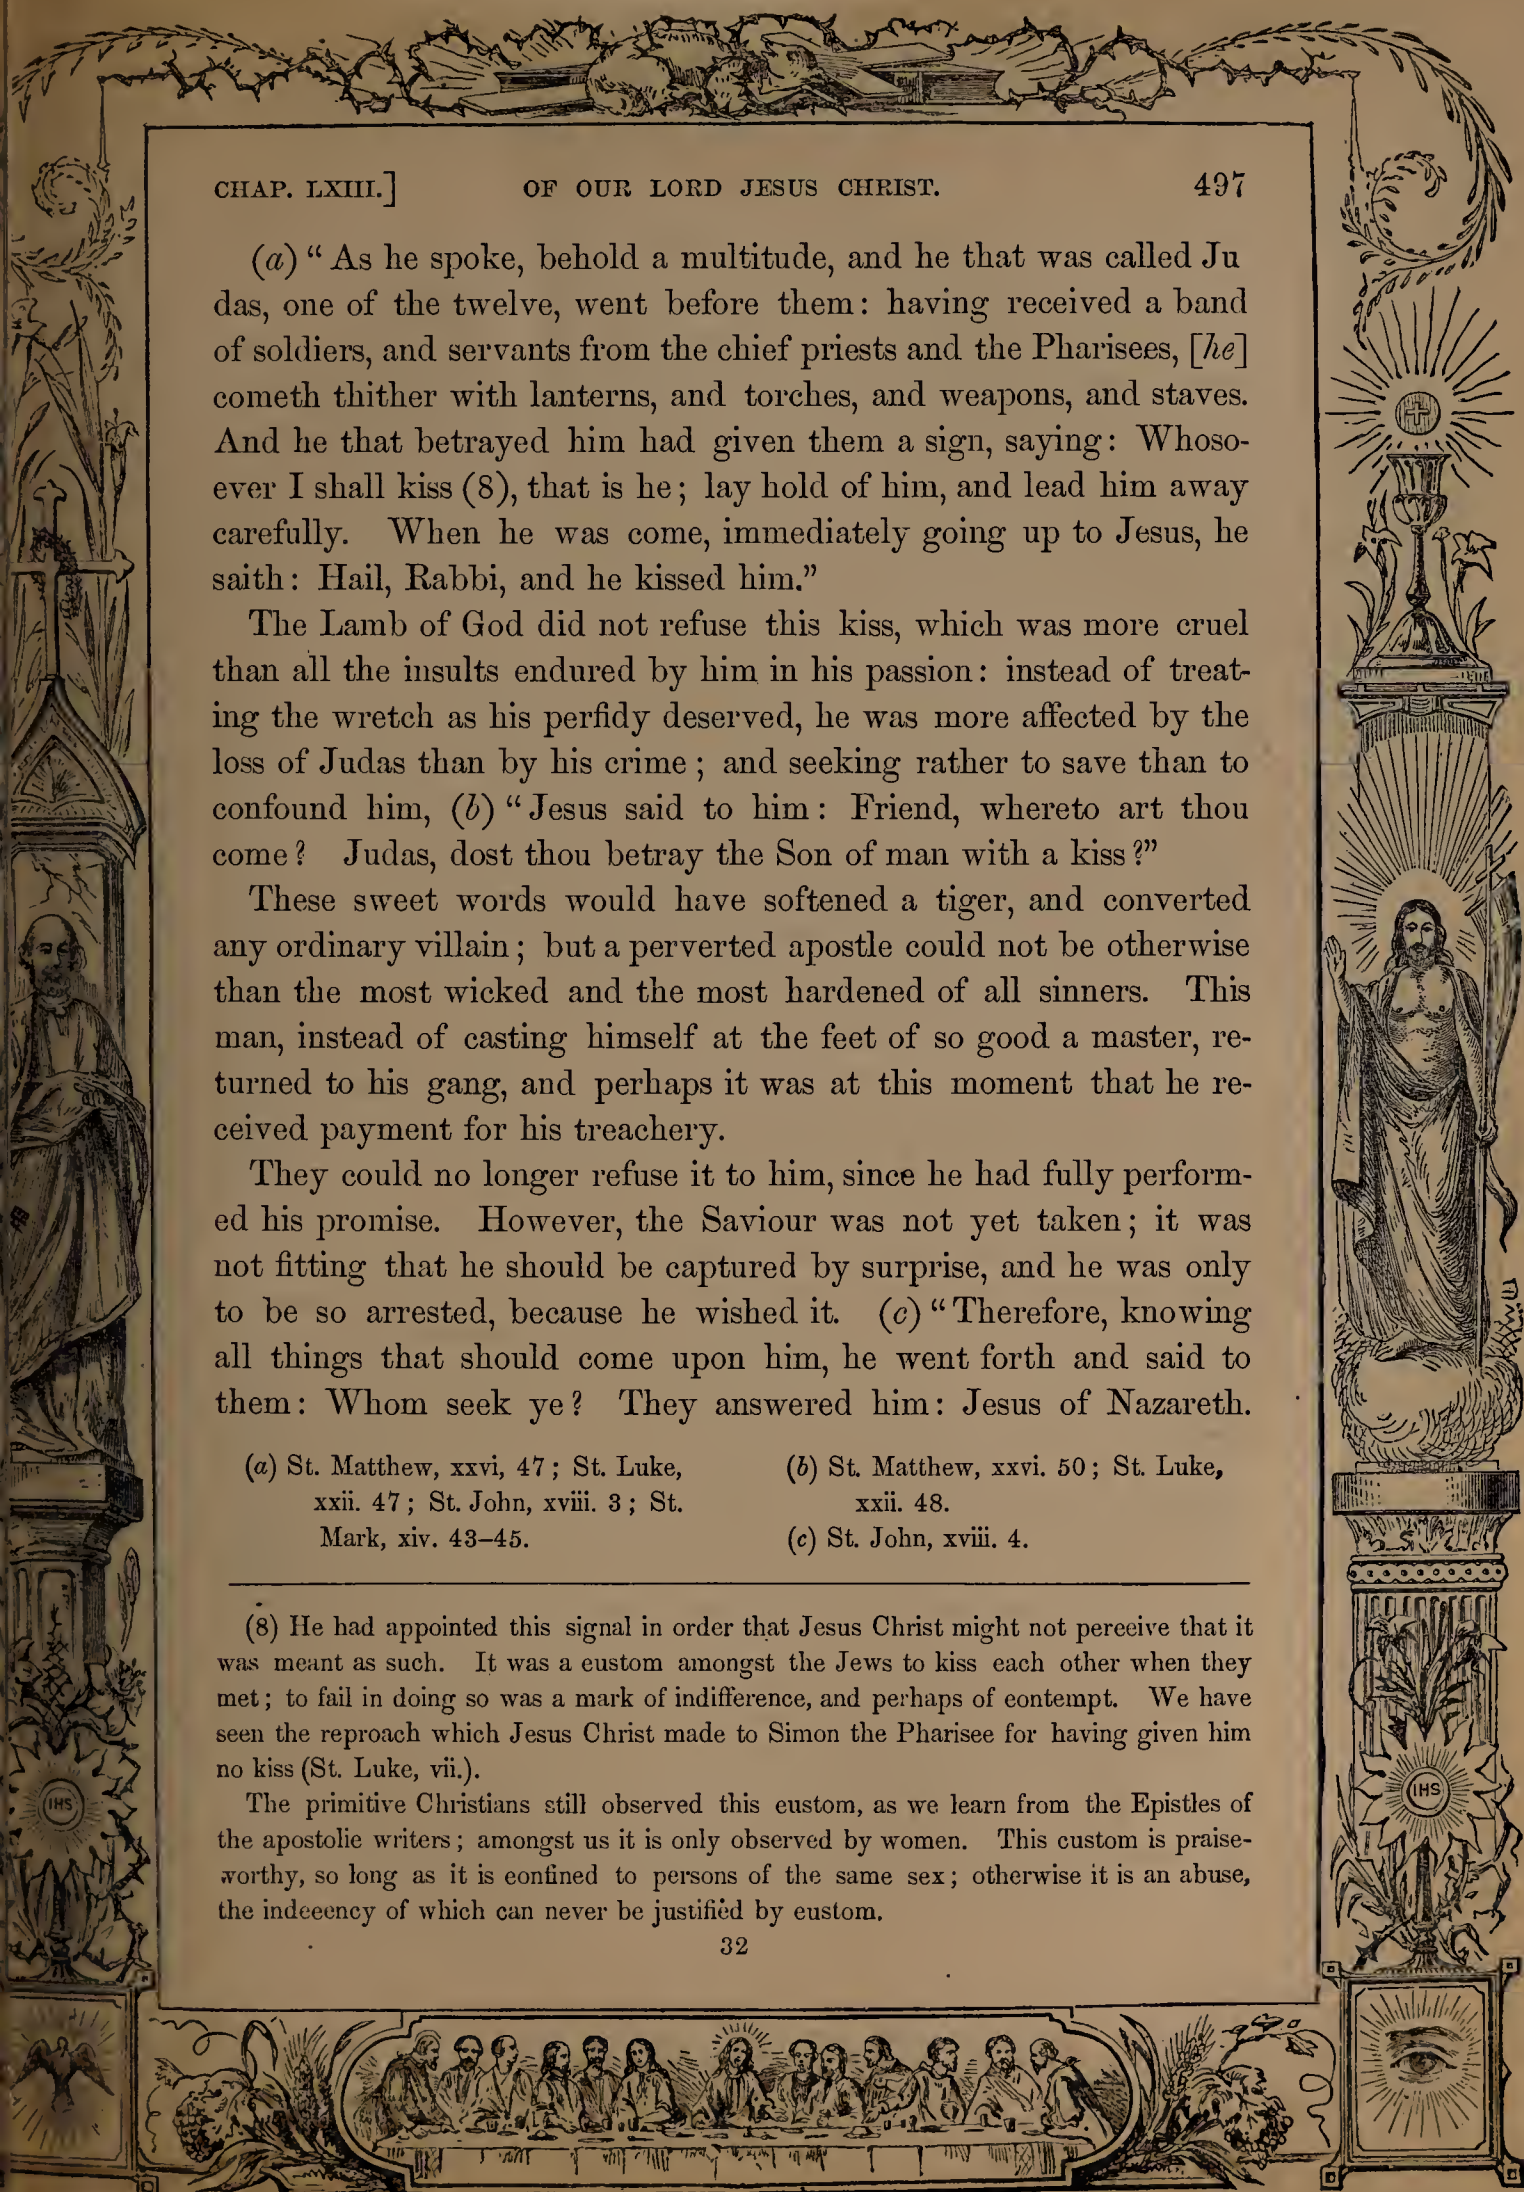 CHAP. LXIII.] OF OUR LORD JESUS CHRIST. 497
(a) “ As he spoke, behold a multitude, and he that was called Ju
das, one of the twelve, went before them: having received a band
of soldiers, and servants from the chief priests and the Pharisees, [he]
cometh thither with lanterns, and torches, and weapons, and staves.
And he that betrayed him had given them a sign, saying: Whoso-
ever I shall kiss (8), that is he; lay hold of him, and lead him away
carefully. When he was come, immediately going up to Jesus, he
saith: Hail, Rabbi, and he kissed him.”
The Lamb of God did not refuse this kiss, which was more cruel
than all the insults endured by him in his passion: instead of treat-
ing the wretch as his perfidy deserved, he was more affected by the
loss of Judas than by his crime; and seeking rather to save than to
confound him, (b) “Jesus said to him: Friend, whereto art thou
come? Judas, dost thou betray the Son of man with a kiss?”
These sweet words would have softened a tiger, and converted
any ordinary villain; but a perverted apostle could not be otherwise
than the most wicked and the most hardened of all sinners. This
man, instead of casting himself at the feet of so good a master, re-
turned to his gang, and perhaps it was at this moment that he re-
ceived payment for his treachery.
They could no longer refuse it to him, since he had fully perform-
ed his promise. However, the Saviour was not yet taken; it was
not fitting that he should be captured by surprise, and he was only
to be so arrested, because he wished it. (c) “Therefore, knowing
all things that should come upon him, he went forth and said to
them: Whom seek ye? They answered him: Jesus of Nazareth.
(a) St. Matthew, xxvi, 47; St. Luke,
xxii. 47; St. John, xviii. 3; St.
Mark, xiv. 43–45.
(b) St. Matthew, xxvi. 50; St. Luke,
xxii. 48.
(c) St. John, xviii. 4.
(8) He had appointed this signal in order that Jesus Christ might not perceive that it
was meant as such. It was a custom amongst the Jews to kiss each other when they
met; to fail in doing so was a mark of indifference, and perhaps of contempt. We have
seen the reproach which Jesus Christ made to Simon the Pharisee for having given him
no kiss (St. Luke, vii.).
The primitive Christians still observed this custom, as we learn from the Epistles of
the apostolic writers; amongst us it is only observed by women. This custom is praise-
worthy, so long as it is confined to persons of the same sex; otherwise it is an abuse,
the indecency of which can never be justified by custom.
32
IHS
IHS